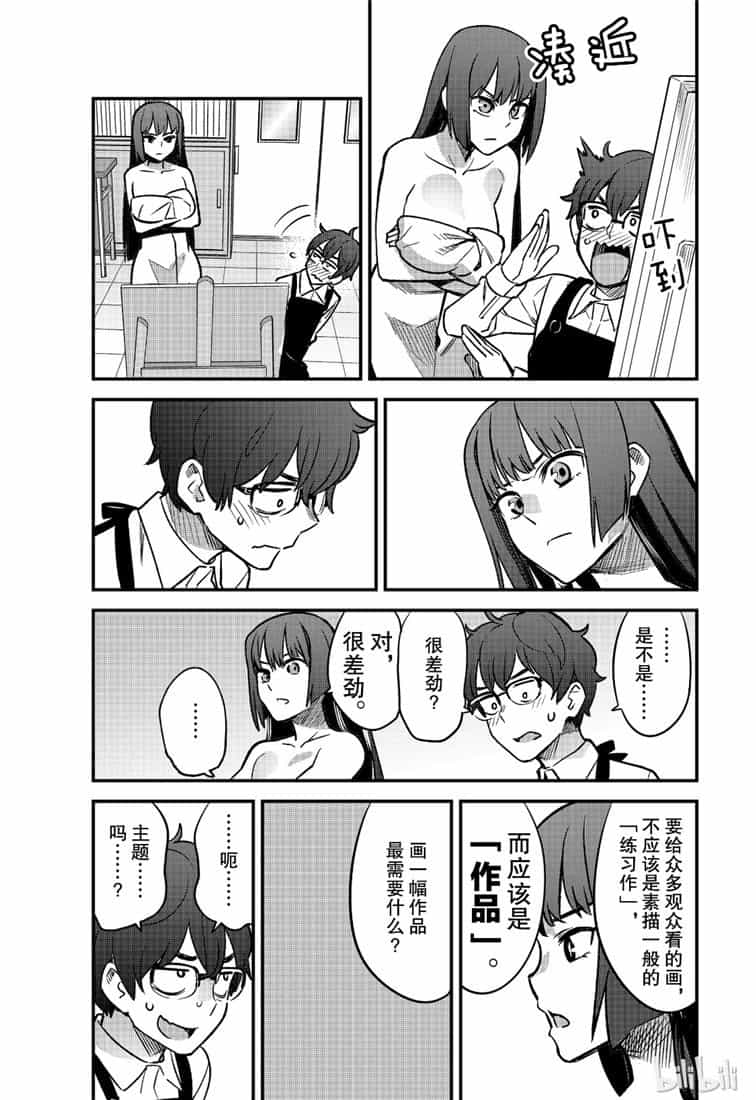 凑近
吓到
……
是不是…
很差劲？
对，
很差劲。
……
要给众多观众看的画，
不应该是素描一般的
「练习作」，
而应该是
「作品」。
画一幅作品
最需要什么？
……呃…
主题……
吗……？
bilibili